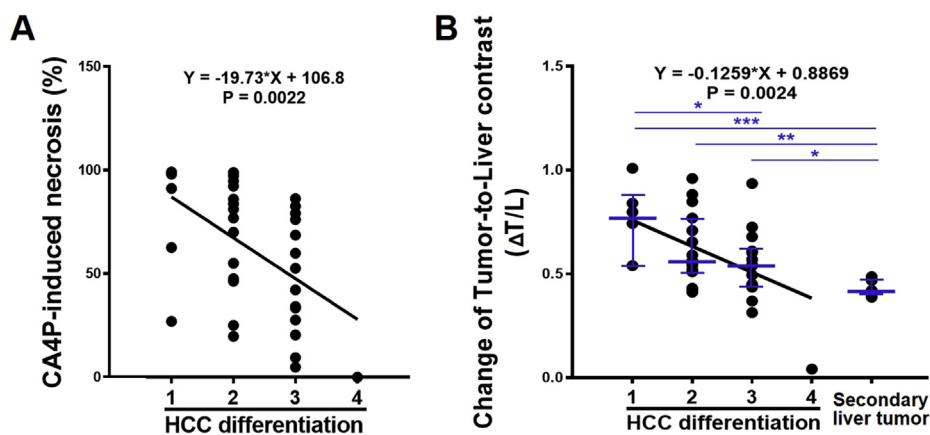 A
CA4P-induced necrosis (%)
150
100
50
0
Y = -19.73*X + 106.8
P = 0.0022
1 2 3 4
HCC differentiation
B
Change of Tumor-to-Liver contrast
(ΔT/L)
1.5
1.0
0.5
0.0
Y = -0.1259*X + 0.8869
P = 0.0024
*
***
**
*
1 2 3 4
HCC differentiation
Secondary
liver tumor